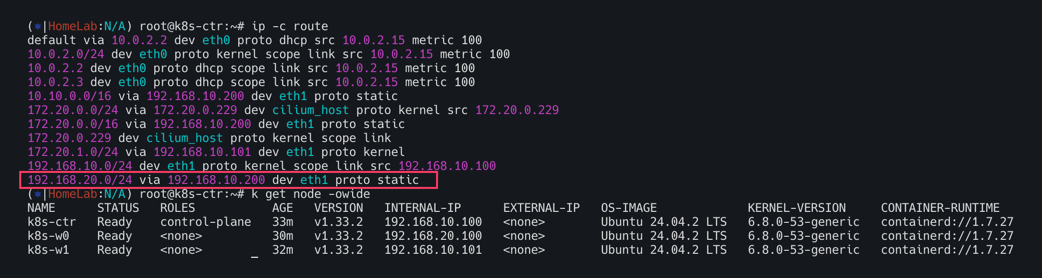 (⎈|HomeLab:N/A) root@k8s-ctr:~# ip -c route
default via 10.0.2.2 dev eth0 proto dhcp src 10.0.2.15 metric 100
10.0.2.0/24 dev eth0 proto kernel scope link src 10.0.2.15 metric 100
10.0.2.2 dev eth0 proto dhcp scope link src 10.0.2.15 metric 100
10.0.2.3 dev eth0 proto dhcp scope link src 10.0.2.15 metric 100
10.10.0.0/16 via 192.168.10.200 dev eth1 proto static
172.20.0.0/24 via 172.20.0.229 dev cilium_host proto kernel src 172.20.0.229
172.20.0.0/16 via 192.168.10.200 dev eth1 proto static
172.20.0.229 dev cilium_host proto kernel scope link
172.20.1.0/24 via 192.168.10.101 dev eth1 proto kernel
192.168.10.0/24 dev eth1 proto kernel scope link src 192.168.10.100
192.168.20.0/24 via 192.168.10.200 dev eth1 proto static
(⎈|HomeLab:N/A) root@k8s-ctr:~# k get node -owide
NAME STATUS ROLES AGE VERSION INTERNAL-IP EXTERNAL-IP OS-IMAGE KERNEL-VERSION CONTAINER-RUNTIME
k8s-ctr Ready control-plane 33m v1.33.2 192.168.10.100 <none> Ubuntu 24.04.2 LTS 6.8.0-53-generic containerd://1.7.27
k8s-w0 Ready <none> 30m v1.33.2 192.168.20.100 <none> Ubuntu 24.04.2 LTS 6.8.0-53-generic containerd://1.7.27
k8s-w1 Ready <none> 32m v1.33.2 192.168.10.101 <none> Ubuntu 24.04.2 LTS 6.8.0-53-generic containerd://1.7.27